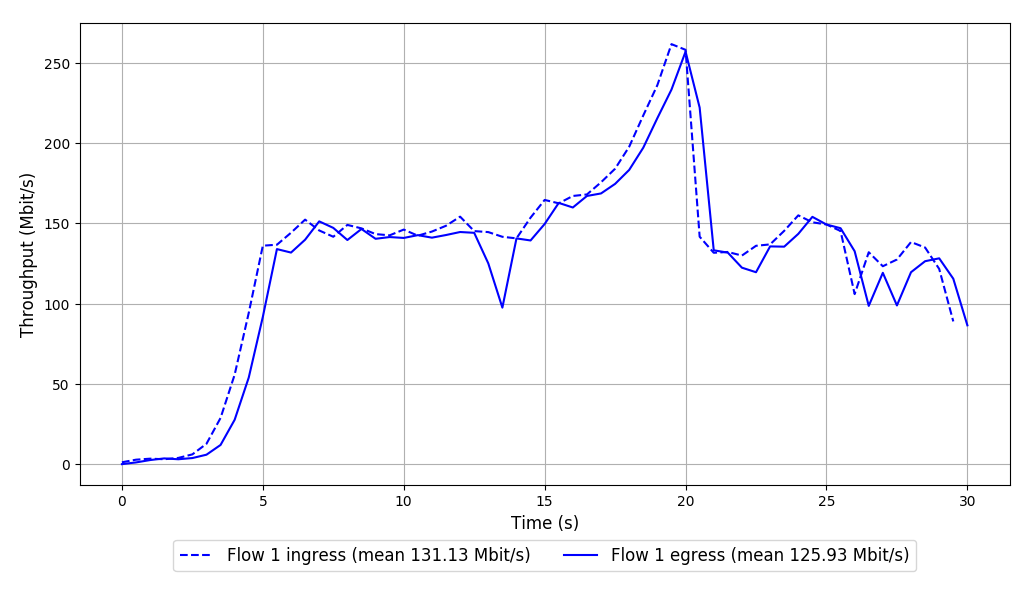 250
200
150
100
50
0
Throughput (Mbit/s)
0 5 10 15 20 25 30
Time (s)
Flow 1 ingress (mean 131.13 Mbit/s) Flow 1 egress (mean 125.93 Mbit/s)